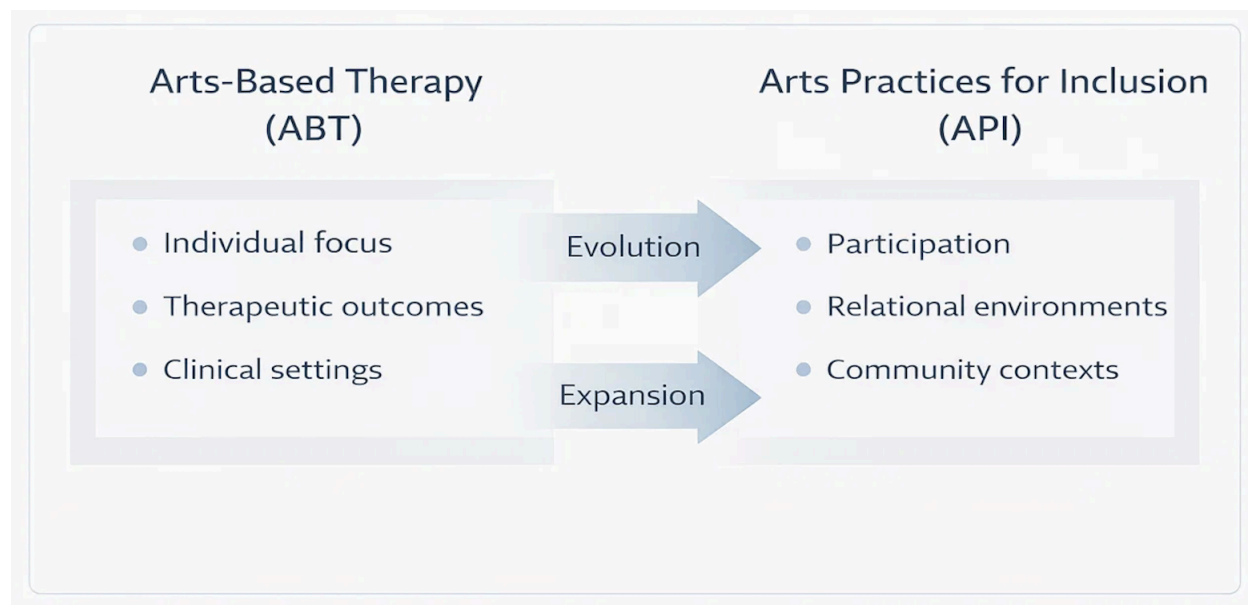 Arts-Based Therapy
(ABT)
Arts Practices for Inclusion
(API)
Individual focus
Therapeutic outcomes
Clinical settings
Evolution
Expansion
Participation
Relational environments
Community contexts